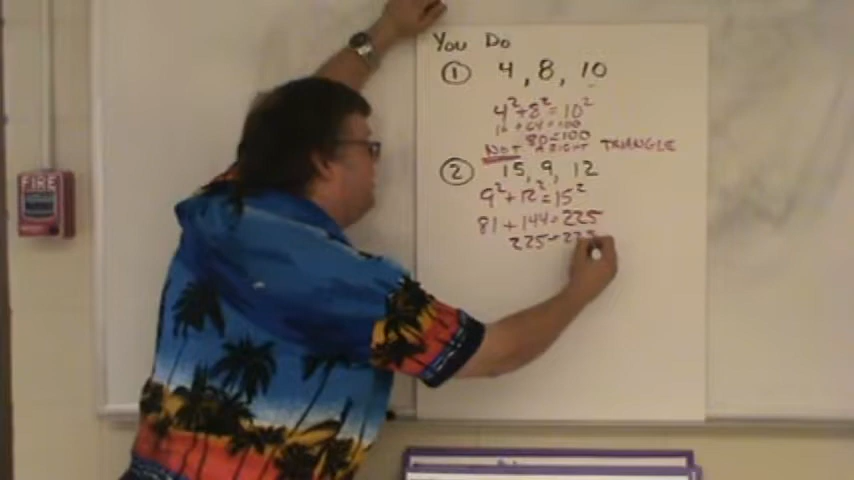 You Do
① 4, 8, 10
4² + 8² = 10²
16 + 64 = 100
80 = 100
NOT A RIGHT TRIANGLE
② 15, 9, 12
9² + 12² = 15²
81 + 144 = 225
225 = 225
FIRE